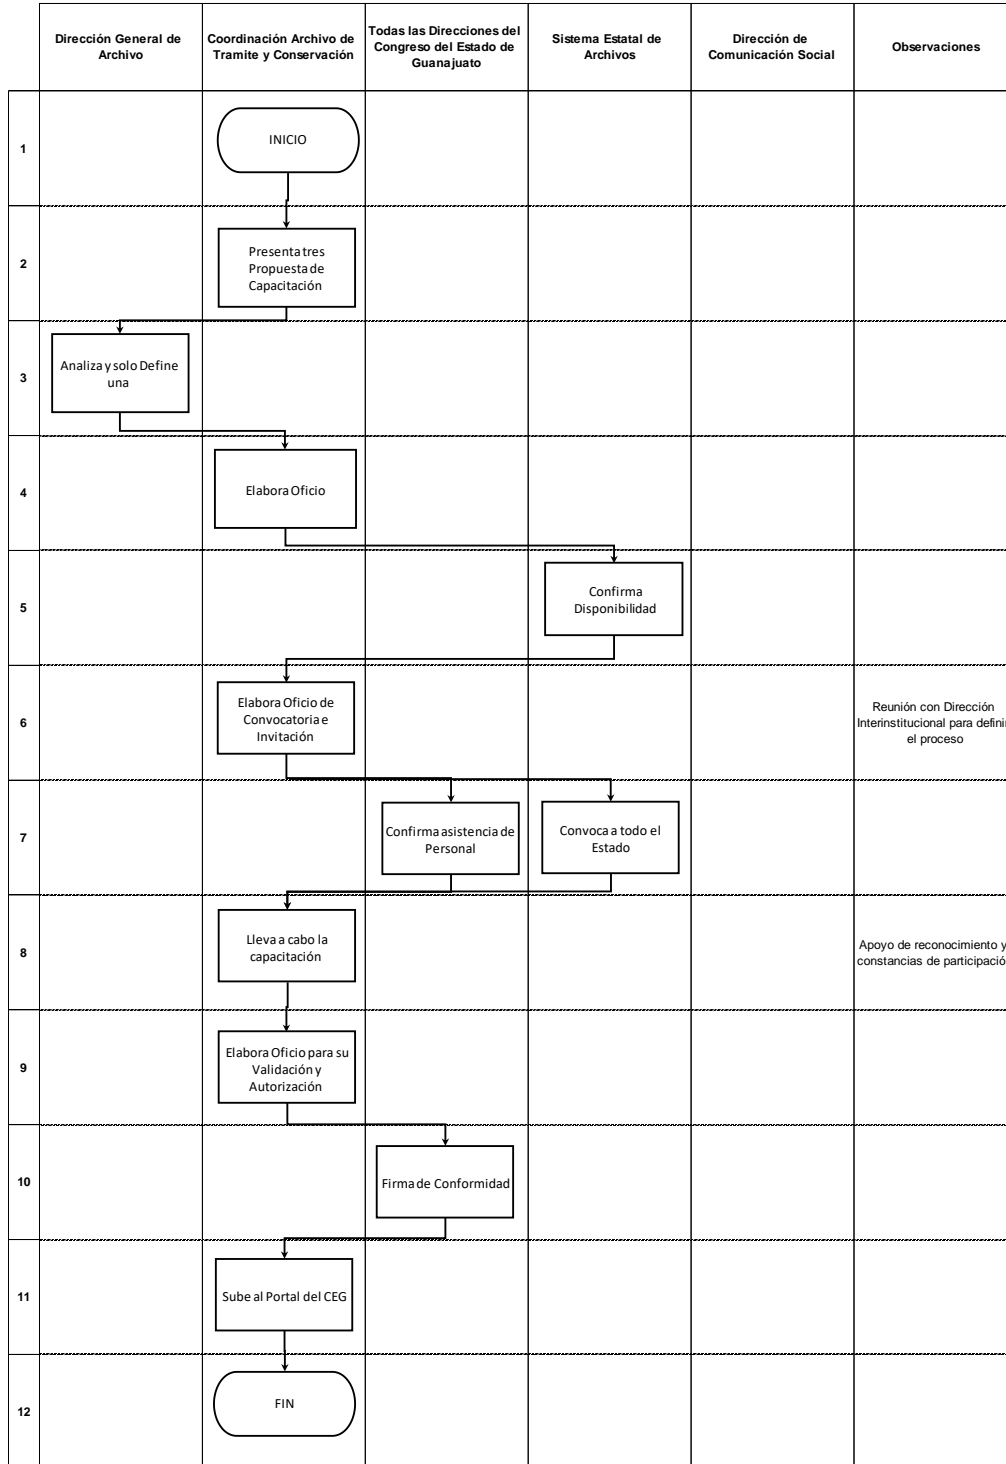 Dirección General de
Archivo
Coordinación Archivo de
Tramite y Conservación
Todas las Direcciones del
Congreso del Estado de
Guanajuato
Sistema Estatal de
Archivos
Dirección de
Comunicación Social
Observaciones
1
INICIO
2
Presenta tres
Propuesta de
Capacitación
3
Analiza y solo Define
una
4
Elabora Oficio
5
Confirma
Disponibilidad
6
Elabora Oficio de
Convocatoria e
Invitación
Reunión con Dirección
Interinstitucional para defini
el proceso
7
Confirma asistencia de
Personal
Convoca a todo el
Estado
8
Lleva a cabo la
capacitación
Apoyo de reconocimiento y
constancias de participació
9
Elabora Oficio para su
Validación y
Autorización
10
Firma de Conformidad
11
Sube al Portal del CEG
12
FIN